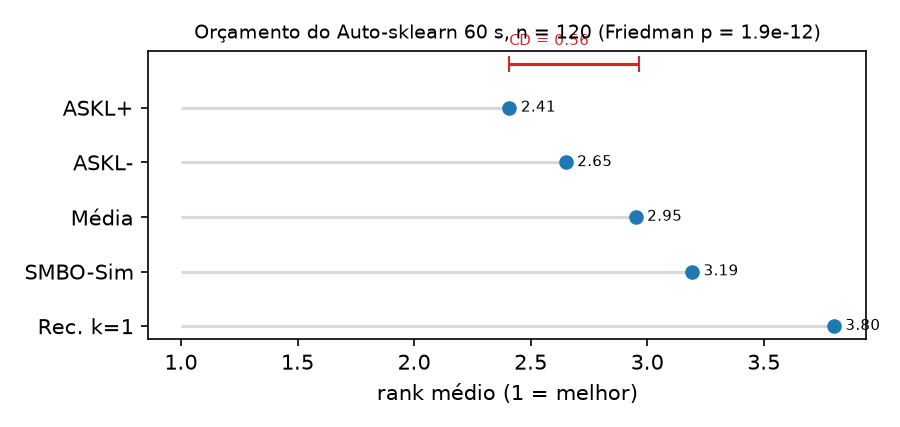 Orçamento do Auto-sklearn 60 s, n = 120 (Friedman p = 1.9e-12)
CD = 0.56
ASKL+ 2.41
ASKL- 2.65
Média 2.95
SMBO-Sim 3.19
Rec. k=1 3.80
1.0 1.5 2.0 2.5 3.0 3.5
rank médio (1 = melhor)